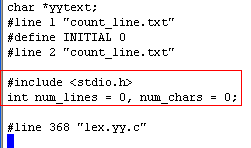 char *yytext;
#line 1 "count_line.txt"
#define INITIAL 0
#line 2 "count_line.txt"
#include <stdio.h>
int num_lines = 0, num_chars = 0;
#line 368 "lex.yy.c"